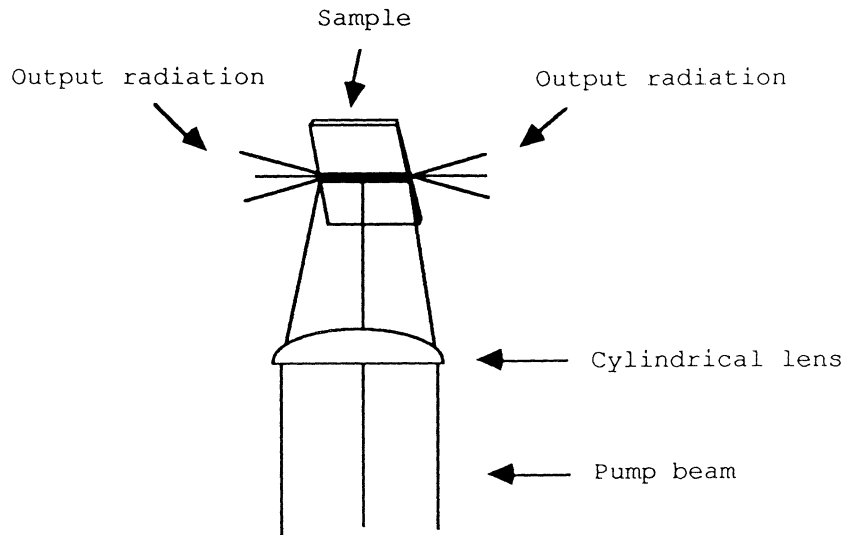 Sample
Output radiation
Output radiation
Cylindrical lens
Pump beam